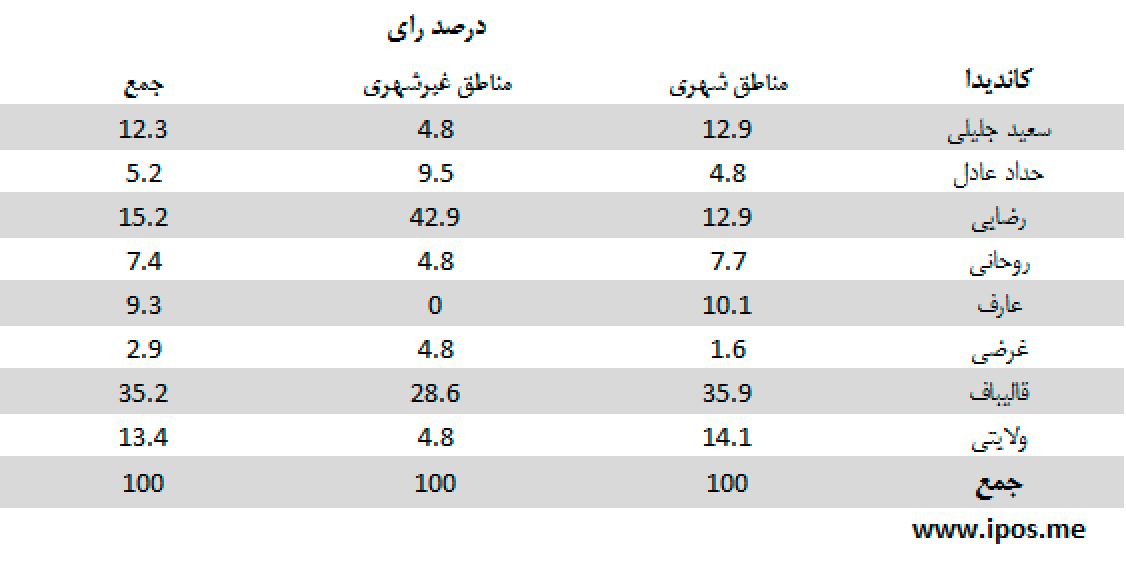 درصد رای
کاندیدا مناطق شهری مناطق غیرشهری جمع
سعید جلیلی 12.9 4.8 12.3
حداد عادل 4.8 9.5 5.2
رضایی 12.9 42.9 15.2
روحانی 7.7 4.8 7.4
عارف 10.1 0 9.3
غرضی 1.6 4.8 2.9
قالیباف 35.9 28.6 35.2
ولایتی 14.1 4.8 13.4
جمع 100 100 100
www.ipos.me